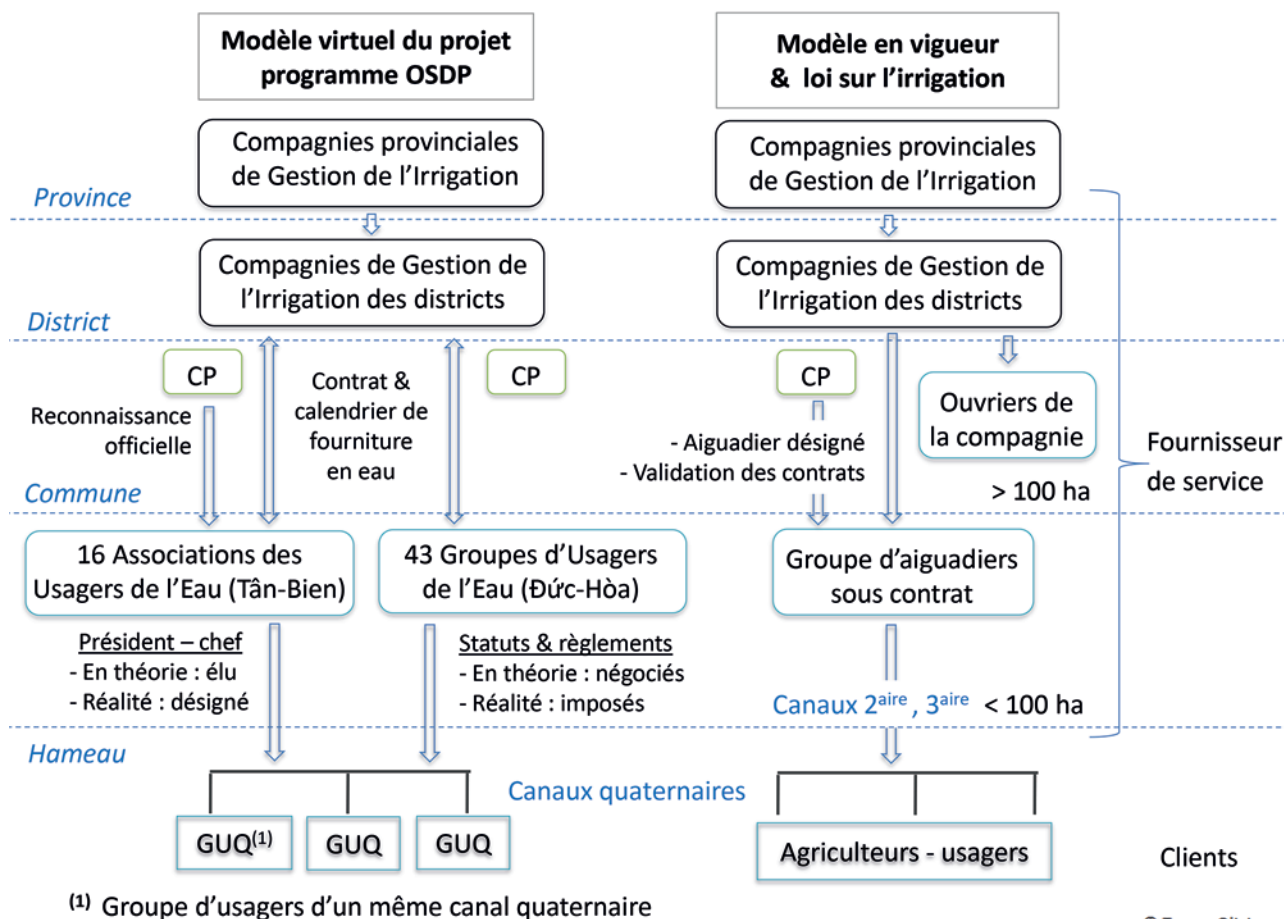 Modèle virtuel du projet
programme OSDP
Modèle en vigueur
& loi sur l'irrigation
Compagnies provinciales
de Gestion de l'Irrigation
Compagnies provinciales
de Gestion de l'Irrigation
Province
Compagnies de Gestion de
l'Irrigation des districts
Compagnies de Gestion de
l'Irrigation des districts
District
CP
Reconnaissance
officielle
Contrat &
calendrier de
fourniture
en eau
CP
CP
- Aiguadier désigné
- Validation des contrats
Ouvriers de
la compagnie
> 100 ha
Fournisseur
de service
Commune
16 Associations des
Usagers de l'Eau (Tân-Bien)
43 Groupes d'Usagers
de l'Eau (Đức-Hòa)
Groupe d'aiguadiers
sous contrat
Président – chef
- En théorie : élu
- Réalité : désigné
Statuts & règlements
- En théorie : négociés
- Réalité : imposés
Canaux 2aire , 3aire < 100 ha
Hameau
Canaux quaternaires
GUQ(1)
GUQ
GUQ
Agriculteurs - usagers
Clients
(1) Groupe d'usagers d'un même canal quaternaire